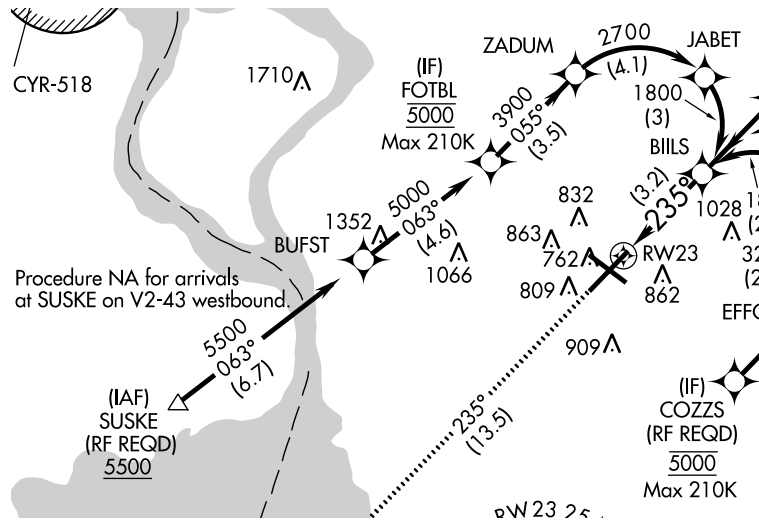 CYR-518
1710
(IF)
FOTBL
5000
Max 210K
ZADUM
2700
(4.1)
JABET
3900
055°
(3.5)
1800
(3)
BIILS
(3.2)
235°
832
1352
5000
063°
(4.6)
863
762
RW23
1028
BUFST
1066
809
862
Procedure NA for arrivals
at SUSKE on V2-43 westbound.
5500
063°
(6.7)
909
(IAF)
SUSKE
(RF REQD)
5500
235°
(13.5)
(IF)
COZZS
(RF REQD)
5000
Max 210K